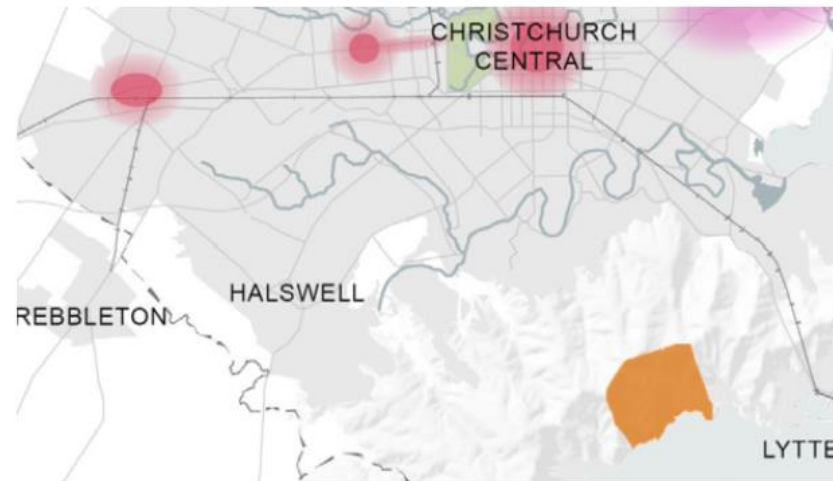 CHRISTCHURCH
CENTRAL
HALSWELL
REBBLETON
LYTTE